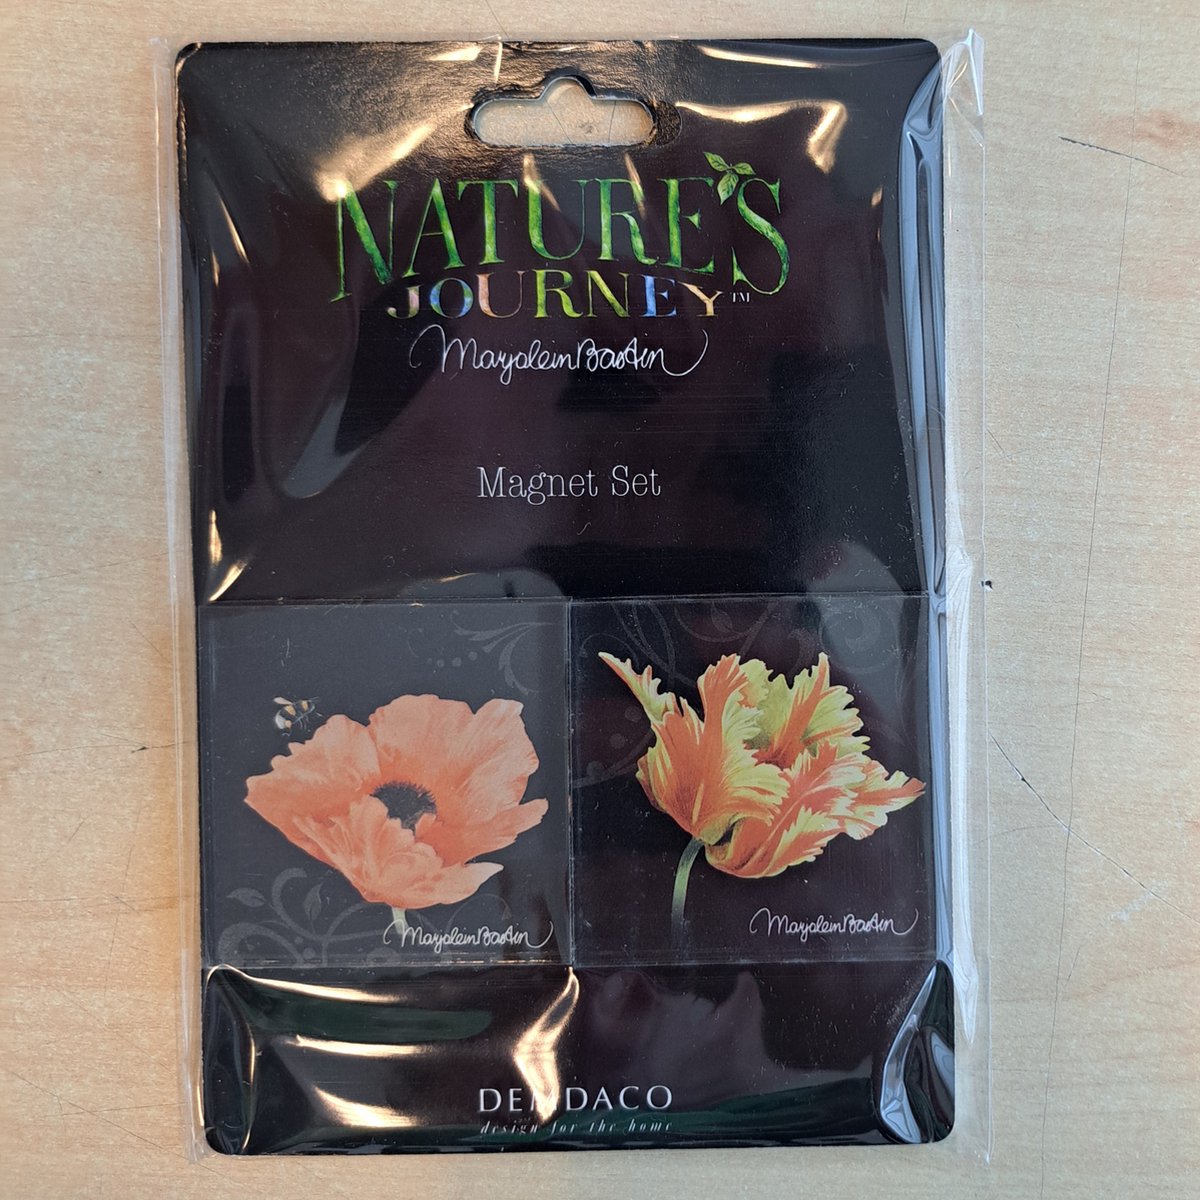 NATURE'S
JOURNEY™
Marjolein Bastin
Magnet Set
Marjolein Bastin
Marjolein Bastin
DEMDACO
design for the home